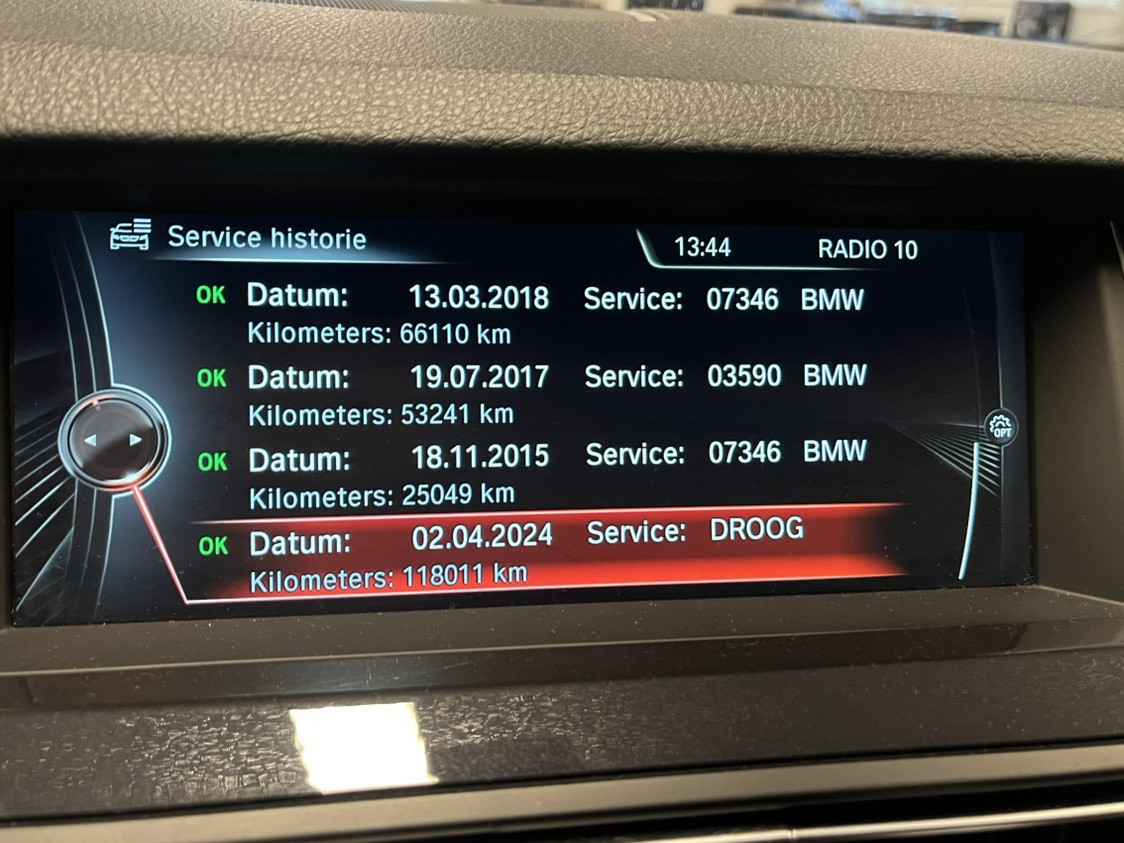 Service historie 13:44 RADIO 10
OK Datum: 13.03.2018 Service: 07346 BMW
Kilometers: 66110 km
OK Datum: 19.07.2017 Service: 03590 BMW
Kilometers: 53241 km
OK Datum: 18.11.2015 Service: 07346 BMW
Kilometers: 25049 km
OK Datum: 02.04.2024 Service: DROOG
Kilometers: 118011 km
OPT